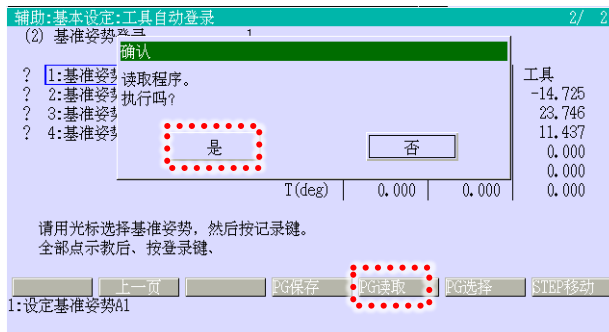 辅助:基本设定:工具自动登录 2/ 2
(2) 基准姿势登录 1
确认
读取程序。
执行吗?
是
否
? 1:基准姿势
? 2:基准姿势
? 3:基准姿势
? 4:基准姿势
工具
-14.725
23.746
11.437
0.000
0.000
T(deg) 0.000 0.000 0.000
请用光标选择基准姿势，然后按记录键。
全部点示教后、按登录键、
上一页 PG保存 PG读取 PG选择 STEP移动
1:设定基准姿势A1